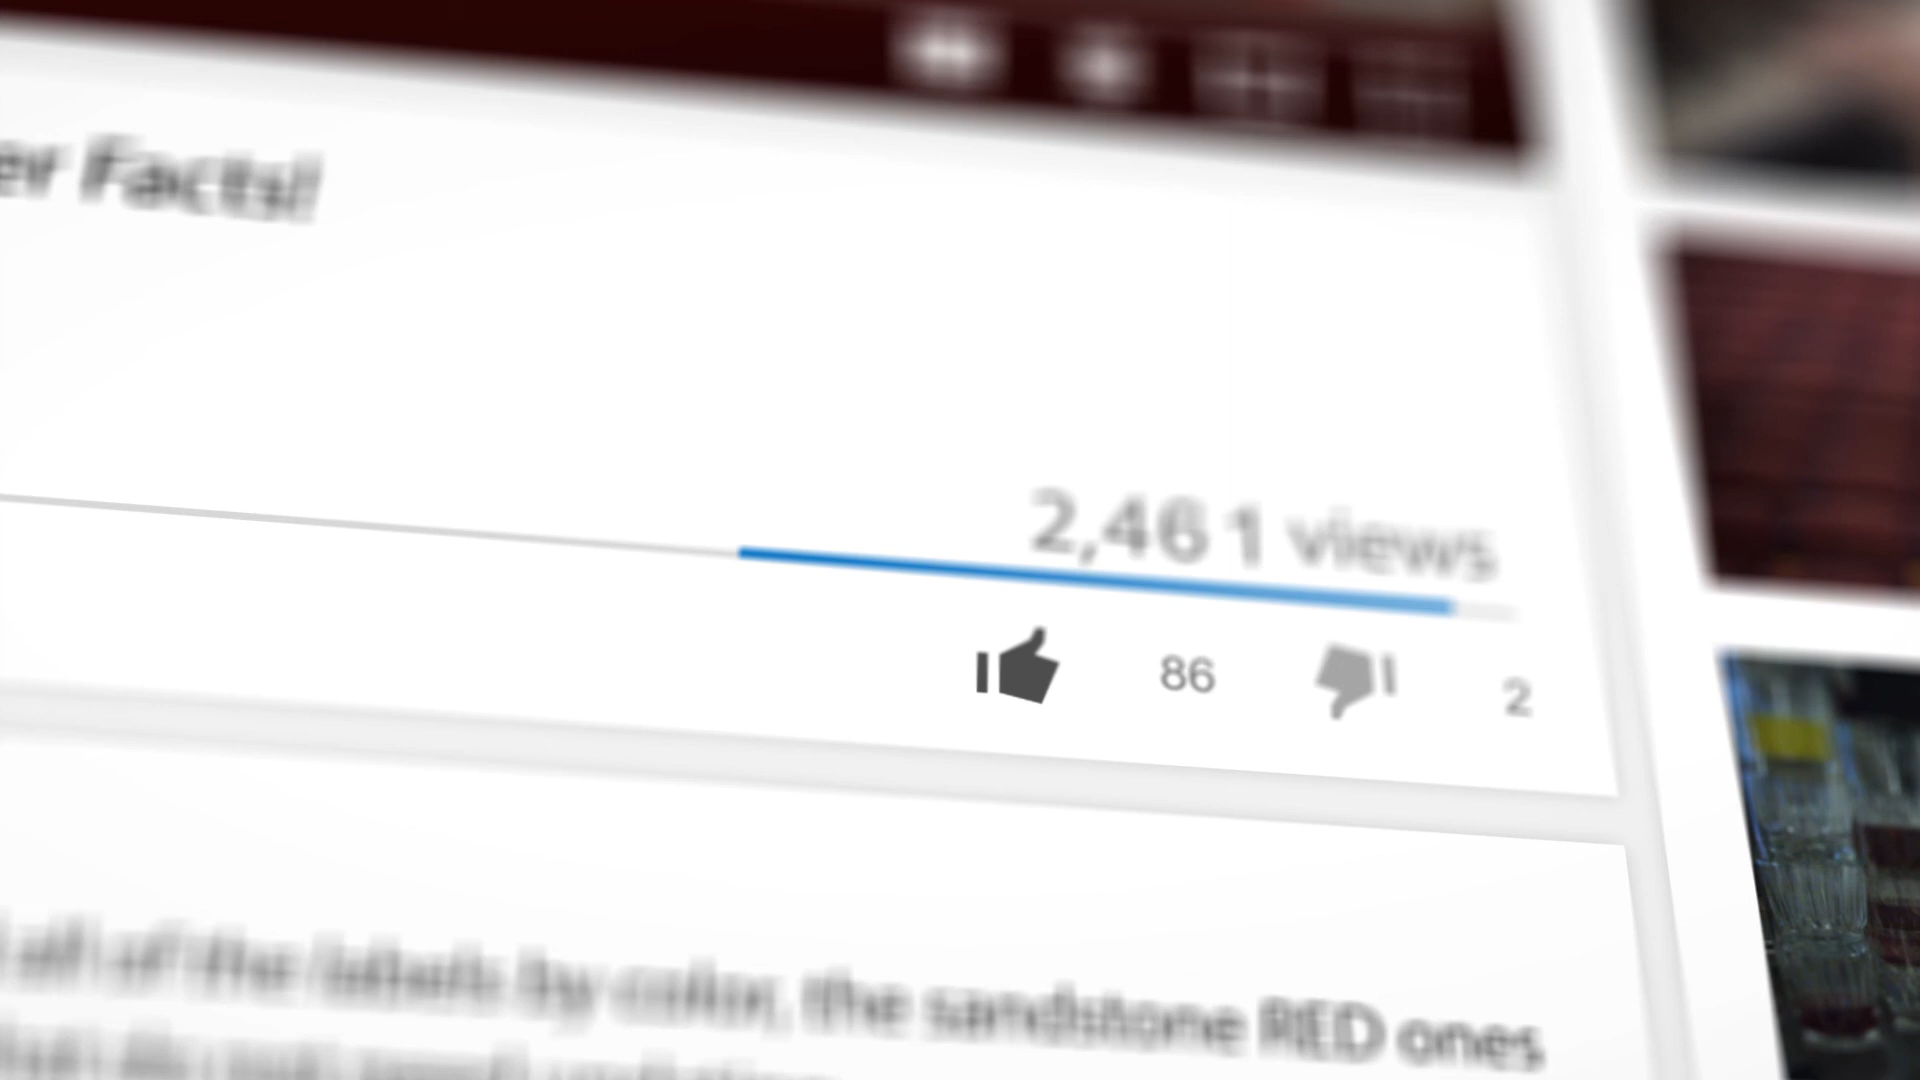 er Facts!
2,461 views
86 2
all of the labels by color, the sandstone RED ones